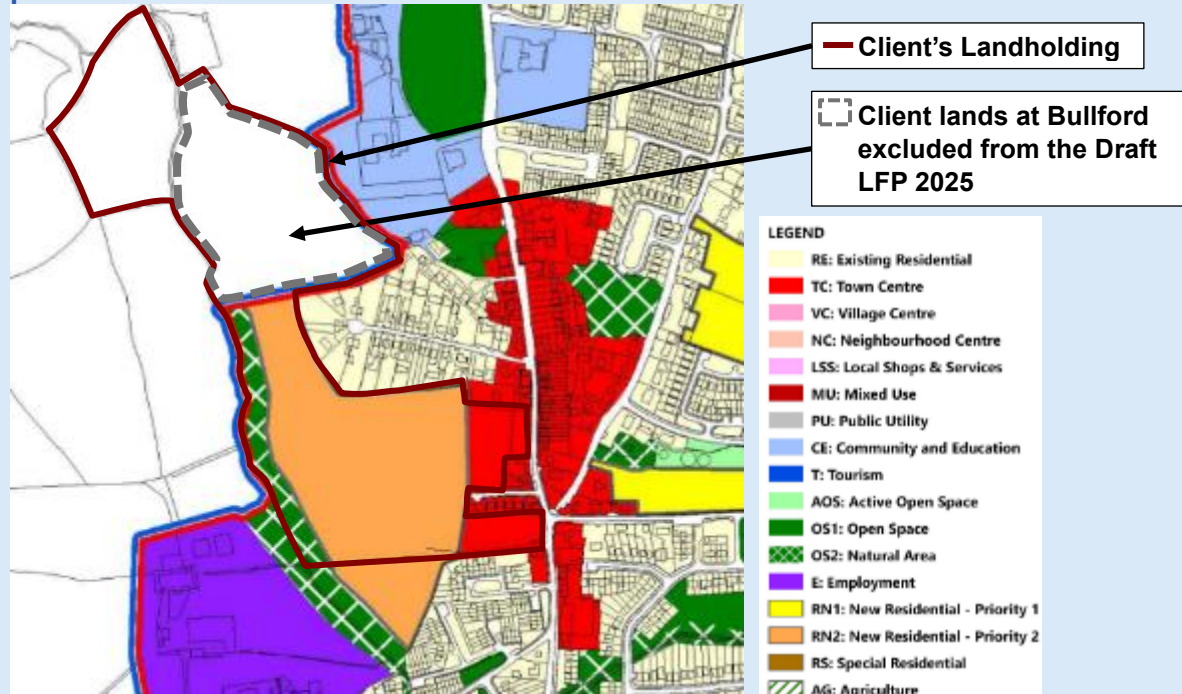 Client's Landholding
Client lands at Bullford
excluded from the Draft
LFP 2025
LEGEND
RE: Existing Residential
TC: Town Centre
VC: Village Centre
NC: Neighbourhood Centre
LSS: Local Shops & Services
MU: Mixed Use
PU: Public Utility
CE: Community and Education
T: Tourism
AOS: Active Open Space
OS1: Open Space
OS2: Natural Area
E: Employment
RN1: New Residential - Priority 1
RN2: New Residential - Priority 2
RS: Special Residential
AG: Agriculture